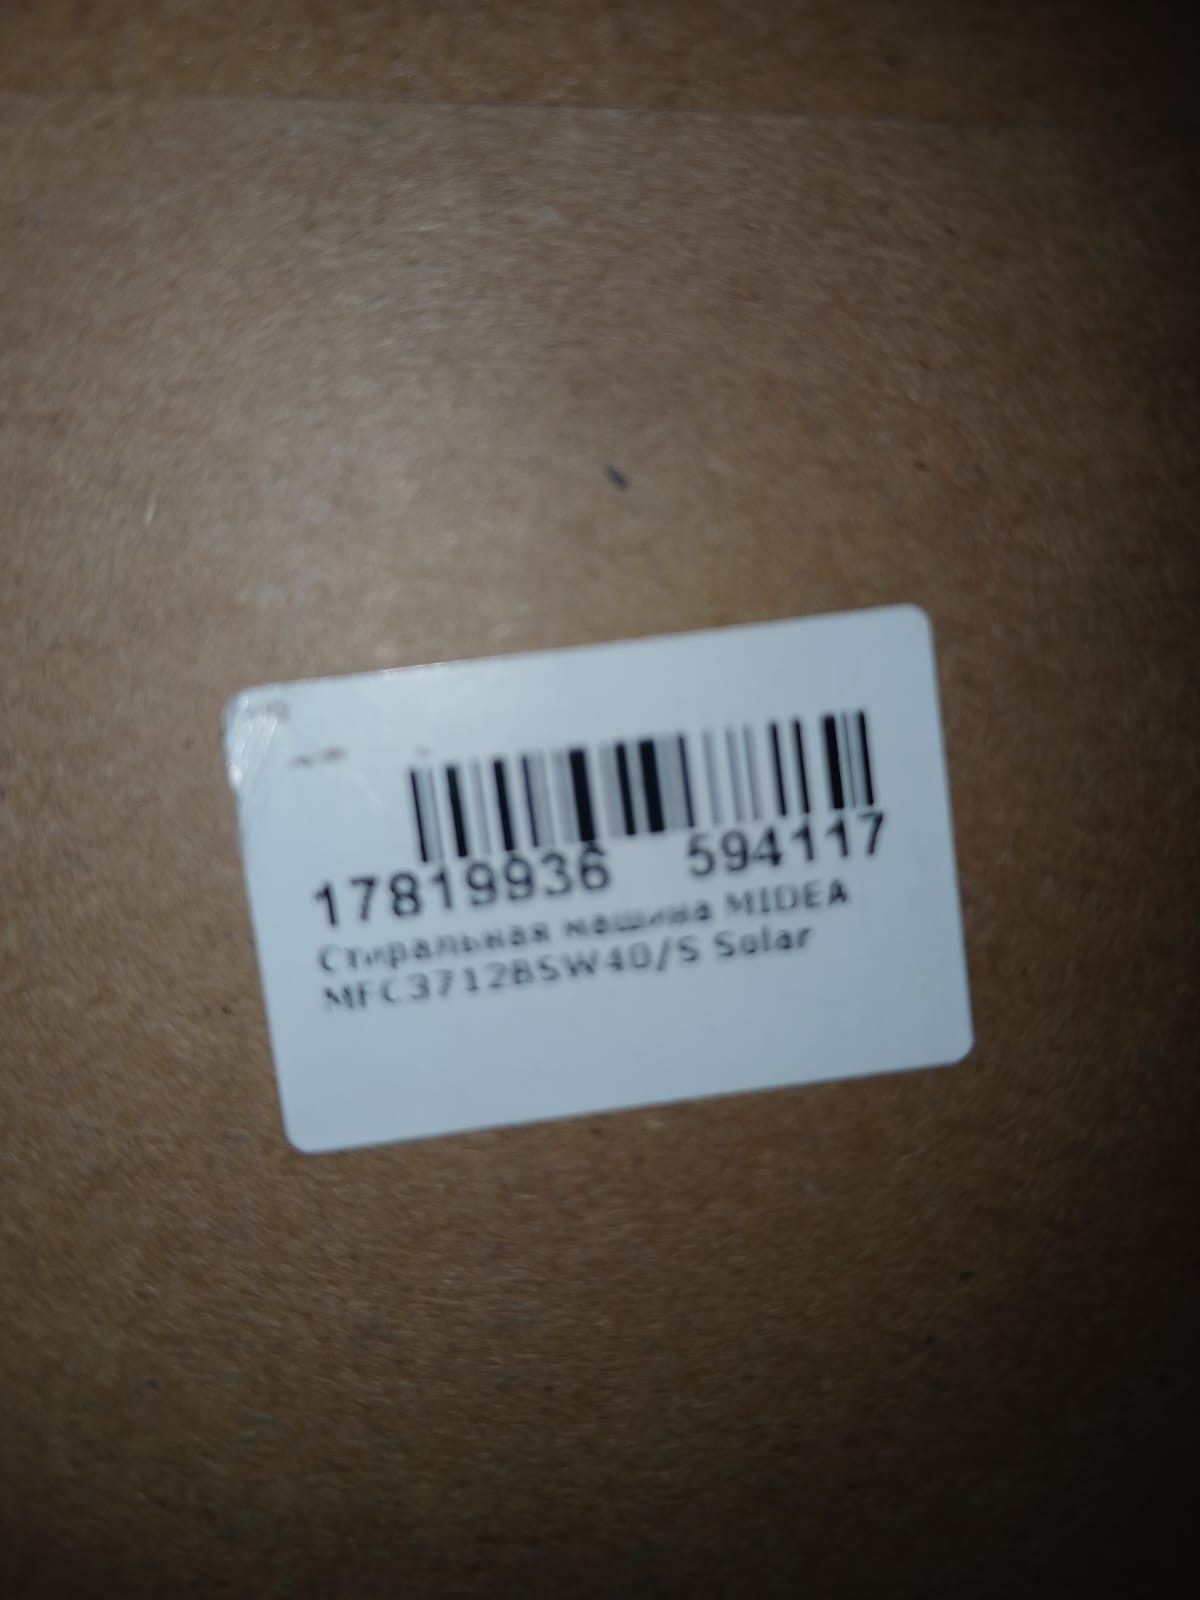 17819936 594117
Стиральная машина MIDEA
MFC3712BSW40/S Solar